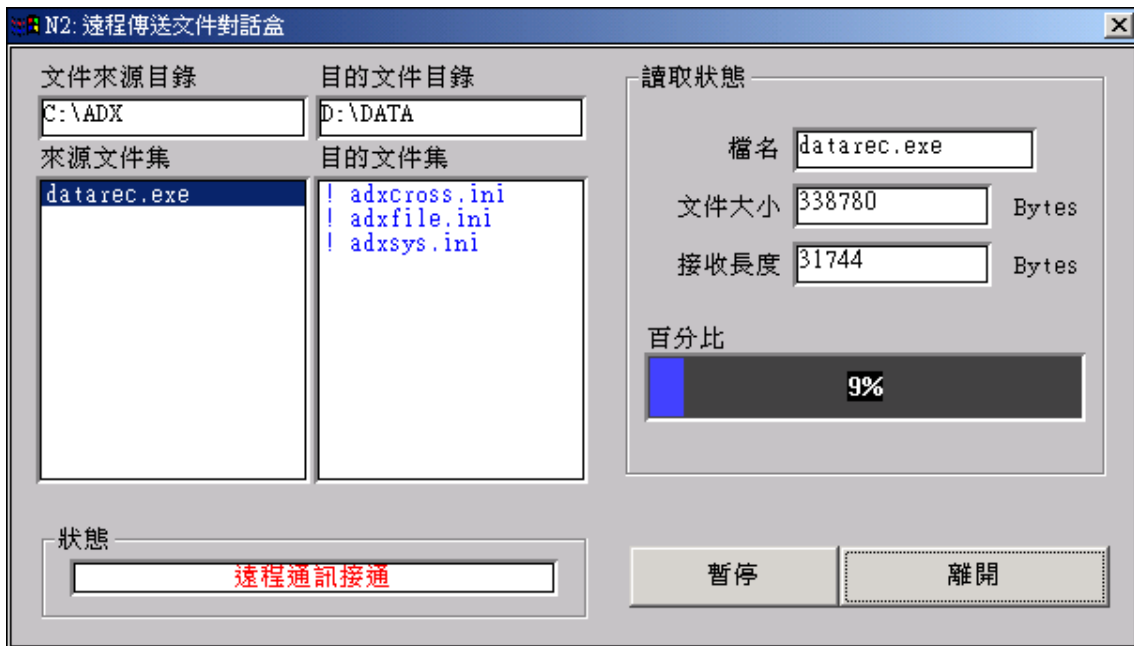 N2: 遠程傳送文件對話盒
文件來源目錄
C:\ADX
來源文件集
datarec.exe
目的文件目錄
D:\DATA
目的文件集
! adxcross.ini
! adxfile.ini
! adxsys.ini
讀取狀態
檔名 datarec.exe
文件大小 338780 Bytes
接收長度 31744 Bytes
百分比
9%
狀態
遠程通訊接通
暫停
離開